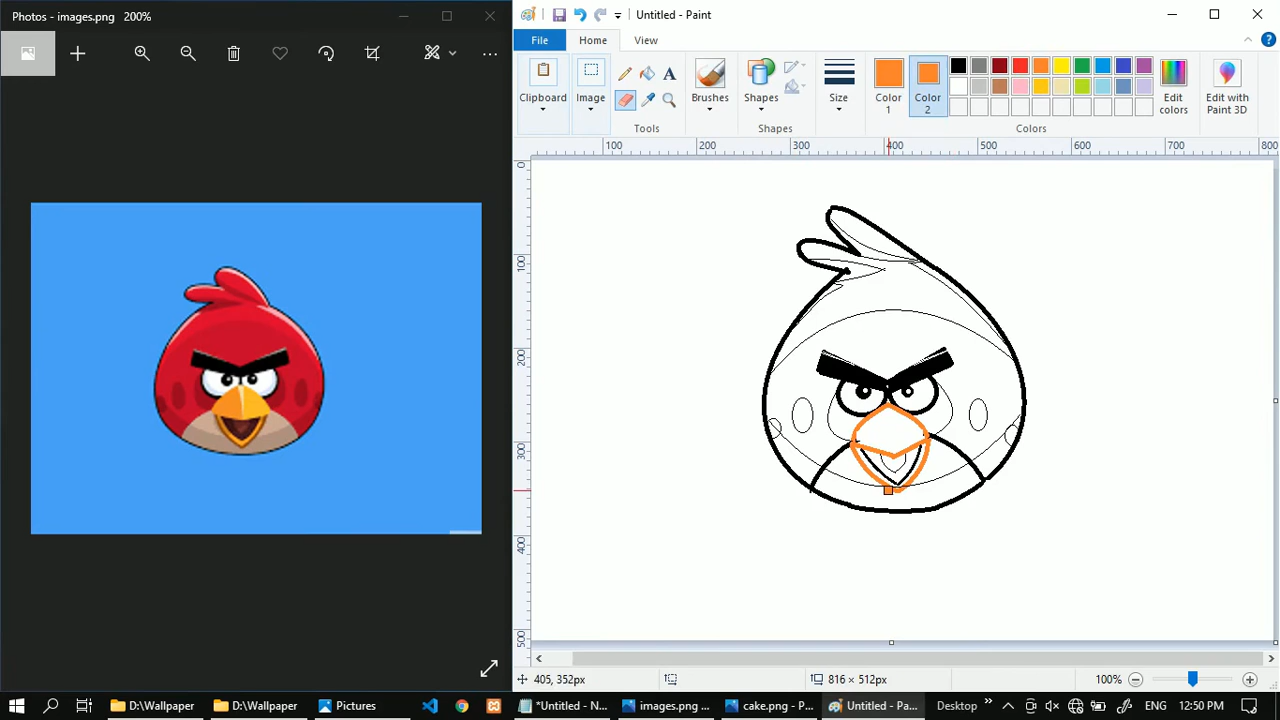 Photos - images.png  200%
Untitled - Paint
File
Home
View
Clipboard
Image
Tools
Brushes
Shapes
Shapes
Size
Color
1
Color
2
Edit
colors
Colors
Edit with
Paint 3D
100 200 300 400 500 600 700 800
0
100
200
300
400
500
405, 352px
816 × 512px
100%
D:\Wallpaper
D:\Wallpaper
Pictures
*Untitled - N...
images.png ...
cake.png - P...
Untitled - Pa...
Desktop
ENG
12:50 PM